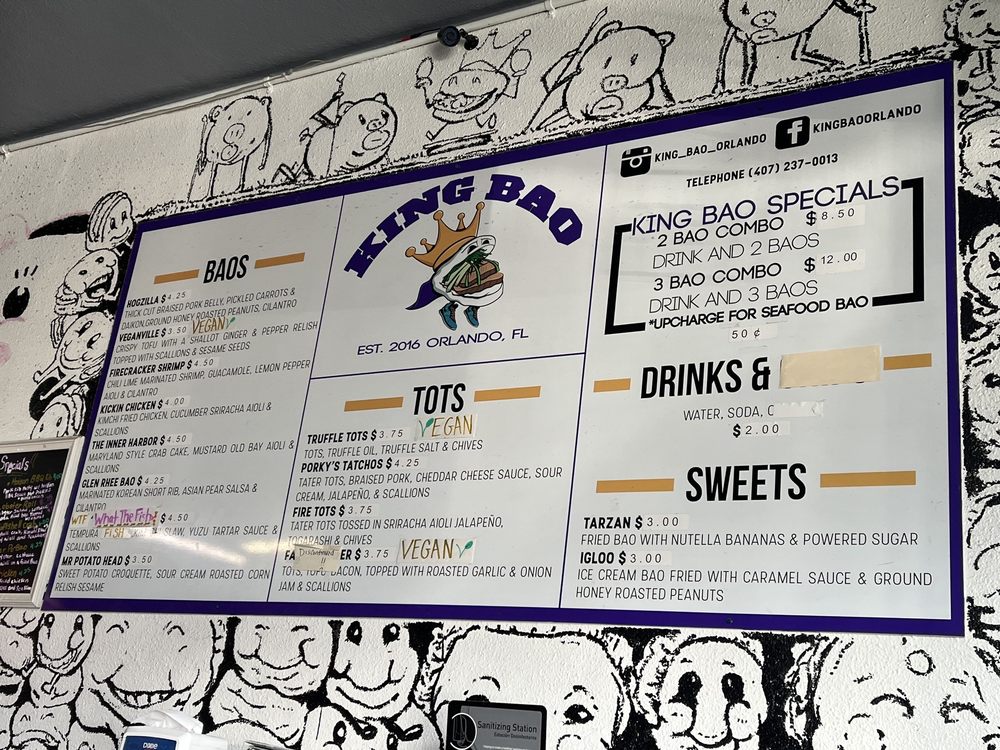 KING_BAO_ORLANDO
KINGBAOORLANDO
TELEPHONE (407) 237-0013
KING BAO
EST. 2016 ORLANDO, FL
BAOS
HOGZILLA $4.25
THICK CUT BRAISED PORK BELLY, PICKLED CARROTS &
DAIKON,GROUND HONEY ROASTED PEANUTS, CILANTRO
VEGANVILLE $3.50 VEGAN
CRISPY TOFU WITH A SHALLOT GINGER & PEPPER RELISH
TOPPED WITH SCALLIONS & SESAME SEEDS
FIRECRACKER SHRIMP $4.50
CHILI LIME MARINATED SHRIMP, GUACAMOLE, LEMON PEPPER
AIOLI & CILANTRO
KICKIN CHICKEN $4.00
KIMCHI FRIED CHICKEN, CUCUMBER SRIRACHA AIOLI &
SCALLIONS
THE INNER HARBOR $4.50
MARYLAND STYLE CRAB CAKE, MUSTARD OLD BAY AIOLI &
SCALLIONS
GLEN RHEE BAO $4.25
MARINATED KOREAN SHORT RIB, ASIAN PEAR SALSA &
CILANTRO
WTF "What The Fish" $4.50
TEMPURA FISH SLAW, YUZU TARTAR SAUCE &
SCALLIONS
MR POTATO HEAD $3.50
SWEET POTATO CROQUETTE, SOUR CREAM ROASTED CORN
RELISH SESAME
TOTS
TRUFFLE TOTS $3.75 VEGAN
TOTS, TRUFFLE OIL, TRUFFLE SALT & CHIVES
PORKY'S TATCHOS $4.25
TATER TOTS, BRAISED PORK, CHEDDAR CHEESE SAUCE, SOUR
CREAM, JALAPEÑO, & SCALLIONS
FIRE TOTS $3.75
TATER TOTS TOSSED IN SRIRACHA AIOLI JALAPEÑO,
TOGARASHI & CHIVES
FA ER $3.75 VEGAN
TOTS, TOFU BACON, TOPPED WITH ROASTED GARLIC & ONION
JAM & SCALLIONS
KING BAO SPECIALS
2 BAO COMBO $8.50
DRINK AND 2 BAOS
3 BAO COMBO $12.00
DRINK AND 3 BAOS
*UPCHARGE FOR SEAFOOD BAO
50 ¢
DRINKS &
WATER, SODA, C
$2.00
SWEETS
TARZAN $3.00
FRIED BAO WITH NUTELLA BANANAS & POWDERED SUGAR
IGLOO $3.00
ICE CREAM BAO FRIED WITH CARAMEL SAUCE & GROUND
HONEY ROASTED PEANUTS
Specials
Sanitizing Station